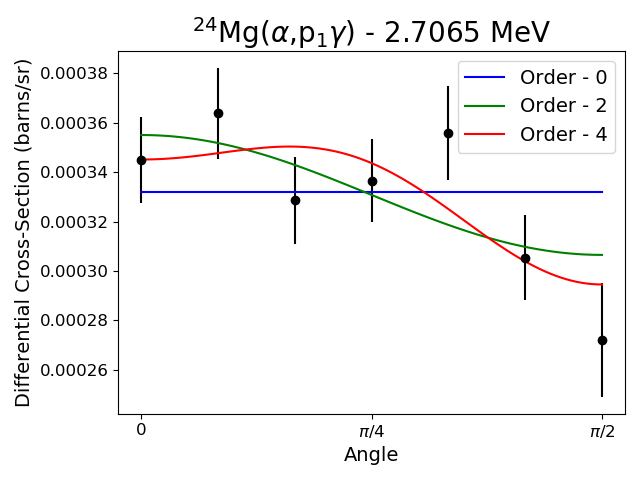 ²⁴Mg(α,p₁γ) - 2.7065 MeV
Differential Cross-Section (barns/sr)
0.00038
0.00036
0.00034
0.00032
0.00030
0.00028
0.00026
Order - 0
Order - 2
Order - 4
0
π/4
π/2
Angle